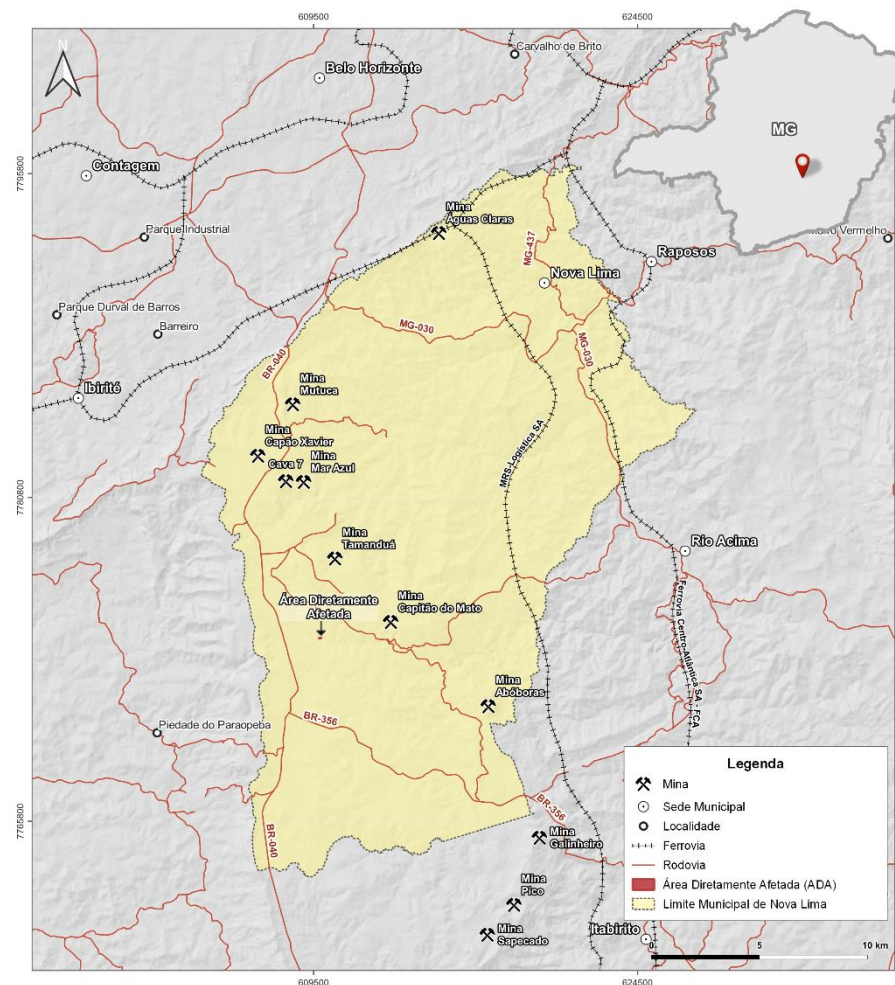 609500
624500
N
Carvalho de Brito
Belo Horizonte
MG
7795800
Contagem
Mina
Águas Claras
Parque Industrial
MG-437
Vermelho
Raposos
Nova Lima
Parque Durval de Barros
Barreiro
MG-030
MG-030
BR-040
Ibirité
Mina
Mutuca
Mina
Capão Xavier
Cava 7
Mina
Mar Azul
MRS-Logística SA
7780800
Mina
Tamanduá
Rio Acima
Área Diretamente
Afetada
Mina
Capitão do Mato
Ferrovia Centro-Atlântica SA - FCA
Mina
Abóboras
BR-356
Piedade do Paraopeba
Legenda
Mina
Sede Municipal
Localidade
Ferrovia
Rodovia
Área Diretamente Afetada (ADA)
Limite Municipal de Nova Lima
7765800
BR-040
BR-356
Mina
Galinheiro
Mina
Pico
Mina
Sapecado
Itabirito
0 5 10 km
609500
624500